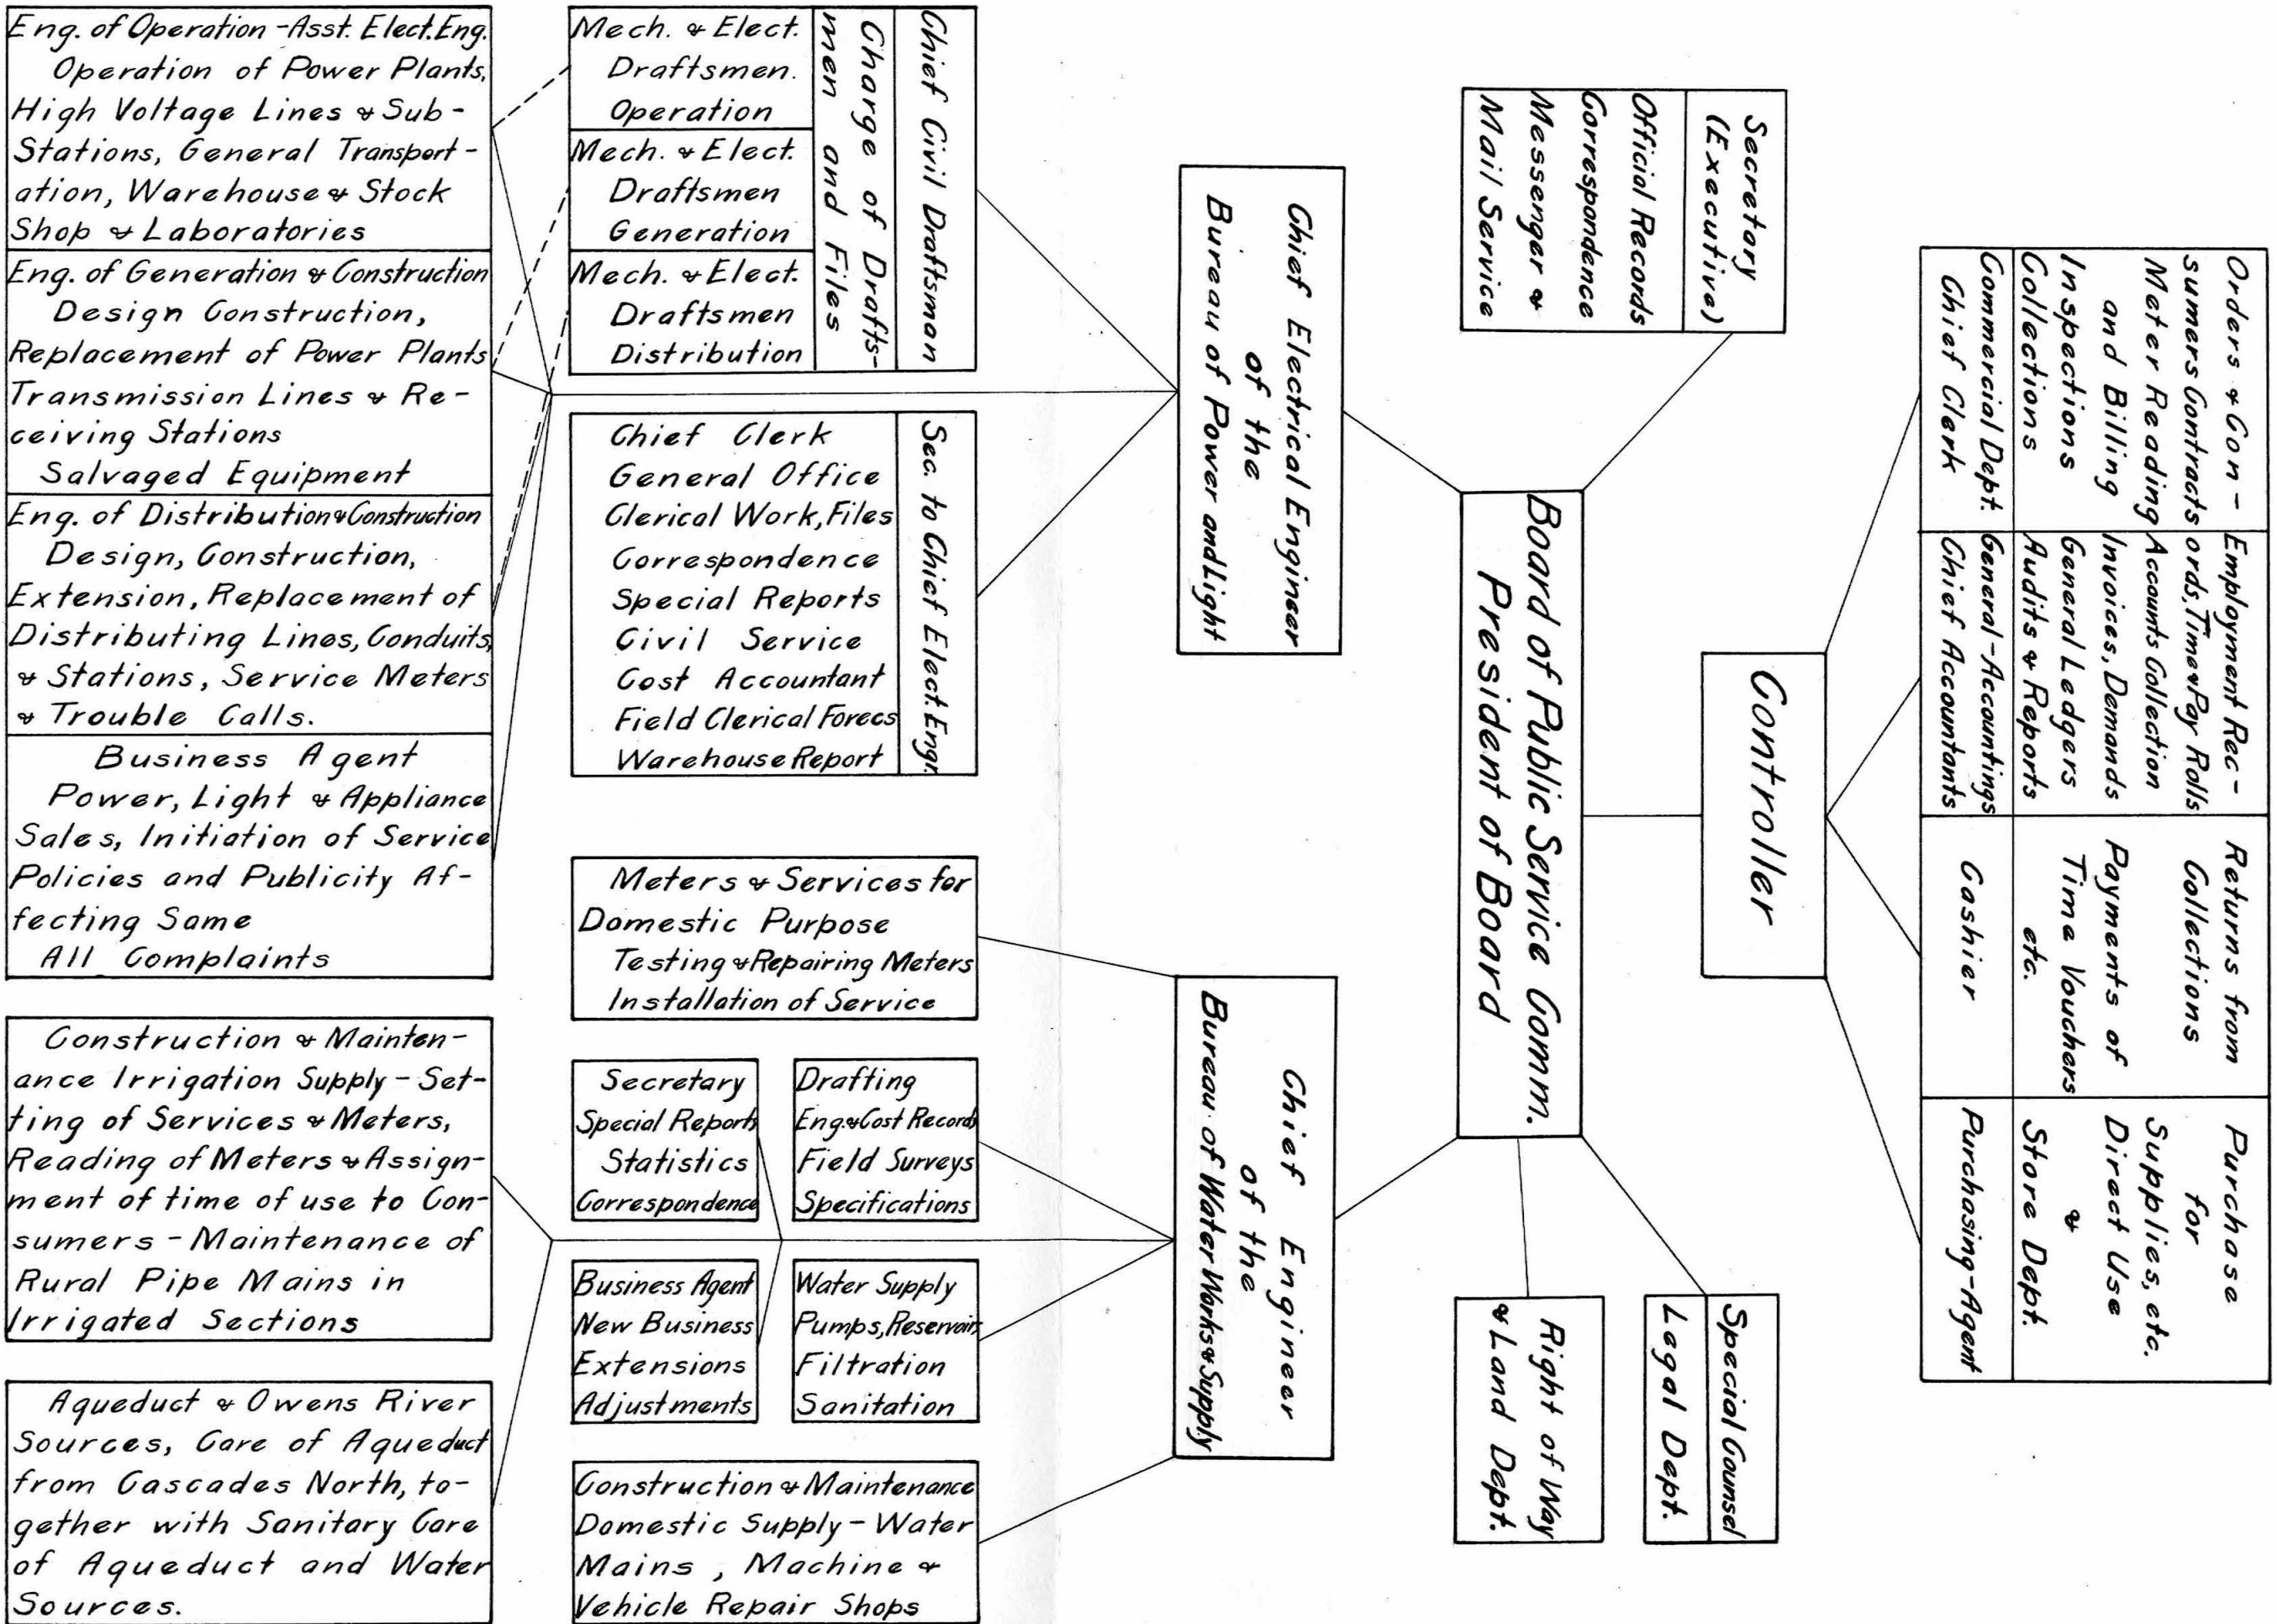 Orders & Con-
sumers Contracts
Meter Reading
and Billing
Inspections
Collections
Commercial Dept.
Chief Clerk
Employment Rec-
ords, Time & Pay Rolls
Accounts Collection
Invoices, Demands
General Ledgers
Audits & Reports
General-Accountings
Chief Accountants
Returns from
Collections
Payments of
Time Vouchers
etc.
Cashier
Purchase
for
Supplies, etc.
Direct Use
&
Store Dept.
Purchasing-Agent
Controller
Secretary
(Executive)
Official Records
Correspondence
Messenger &
Mail Service
Board of Public Service Comm.
President of Board
Special Counsel
Legal Dept.
Right of Way
& Land Dept.
Chief Electrical Engineer
of the
Bureau of Power and Light
Chief Engineer
of the
Bureau of Water Works & Supply
Chief Civil Draftsman
Charge of Drafts-
men and Files
Mech. & Elect.
Draftsmen.
Operation
Mech. & Elect.
Draftsmen
Generation
Mech. & Elect.
Draftsmen
Distribution
Sec. to Chief Elect. Engr.
Chief Clerk
General Office
Clerical Work, Files
Correspondence
Special Reports
Civil Service
Cost Accountant
Field Clerical Forecs
Warehouse Report
Meters & Services for
Domestic Purpose
Testing & Repairing Meters
Installation of Service
Secretary
Special Reports
Statistics
Correspondence
Drafting
Eng. & Cost Records
Field Surveys
Specifications
Business Agent
New Business
Extensions
Adjustments
Water Supply
Pumps, Reservoirs
Filtration
Sanitation
Construction & Maintenance
Domestic Supply - Water
Mains, Machine &
Vehicle Repair Shops
Eng. of Operation - Asst. Elect. Eng.
Operation of Power Plants,
High Voltage Lines & Sub-
Stations, General Transport-
ation, Warehouse & Stock
Shop & Laboratories
Eng. of Generation & Construction
Design Construction,
Replacement of Power Plants
Transmission Lines & Re-
ceiving Stations
Salvaged Equipment
Eng. of Distribution & Construction
Design, Construction,
Extension, Replacement of
Distributing Lines, Conduits,
& Stations, Service Meters
& Trouble Calls.
Business Agent
Power, Light & Appliance
Sales, Initiation of Service
Policies and Publicity Af-
fecting Same
All Complaints
Construction & Mainten-
ance Irrigation Supply - Set-
ting of Services & Meters,
Reading of Meters & Assign-
ment of time of use to Con-
sumers - Maintenance of
Rural Pipe Mains in
Irrigated Sections
Aqueduct & Owens River
Sources, Care of Aqueduct
from Cascades North, to-
gether with Sanitary Care
of Aqueduct and Water
Sources.